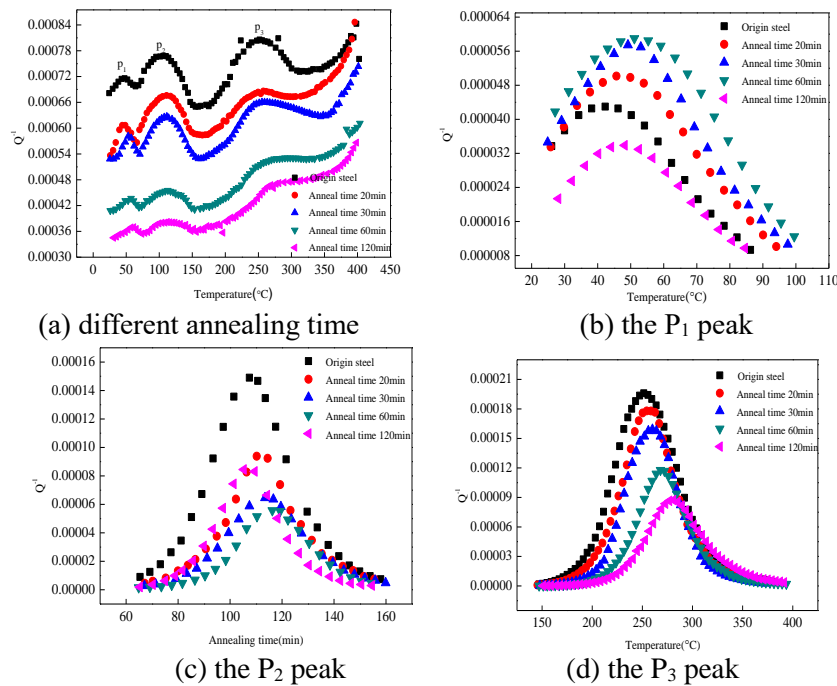 0.00084
0.00078
0.00072
0.00066
0.00060
0.00054
0.00048
0.00042
0.00036
0.00030
Q⁻¹
p₁
p₂
p₃
Origin steel
Anneal time 20min
Anneal time 30min
Anneal time 60min
Anneal time 120min
0 50 100 150 200 250 300 350 400 450
Temperature(°C)
(a) different annealing time
0.000064
0.000056
0.000048
0.000040
0.000032
0.000024
0.000016
0.000008
Q⁻¹
Origin steel
Anneal time 20min
Anneal time 30min
Anneal time 60min
Anneal time 120min
20 30 40 50 60 70 80 90 100 110
Temperature(°C)
(b) the P₁ peak
0.00016
0.00014
0.00012
0.00010
0.00008
0.00006
0.00004
0.00002
0.00000
Q⁻¹
Origin steel
Anneal time 20min
Anneal time 30min
Anneal time 60min
Anneal time 120min
60 80 100 120 140 160
Annealing time(min)
(c) the P₂ peak
0.00021
0.00018
0.00015
0.00012
0.00009
0.00006
0.00003
0.00000
Q⁻¹
Origin steel
Anneal time 20min
Anneal time 30min
Anneal time 60min
Anneal time 120min
150 200 250 300 350 400
Temperature(°C)
(d) the P₃ peak